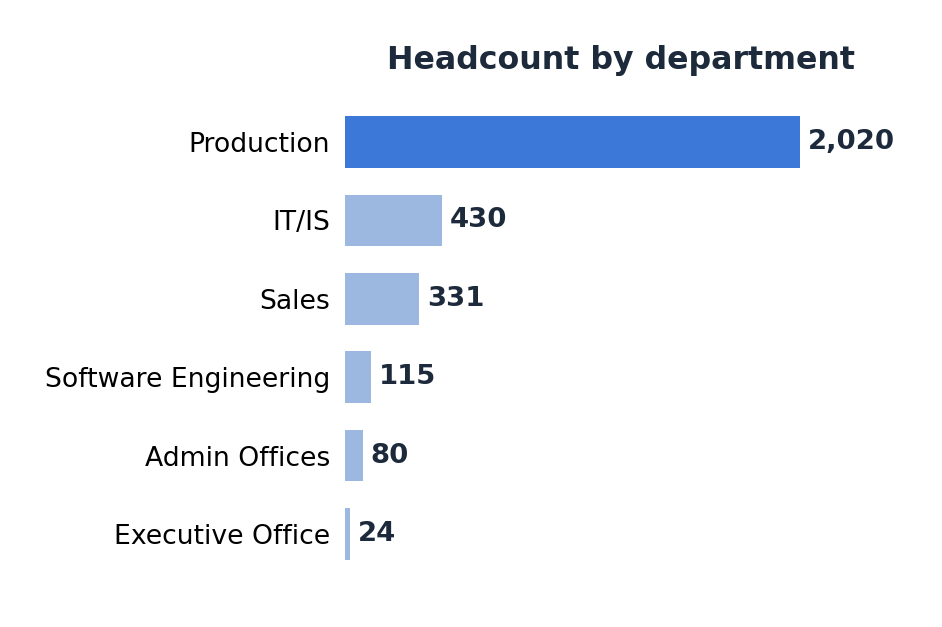 Headcount by department
Production 2,020
IT/IS 430
Sales 331
Software Engineering 115
Admin Offices 80
Executive Office 24